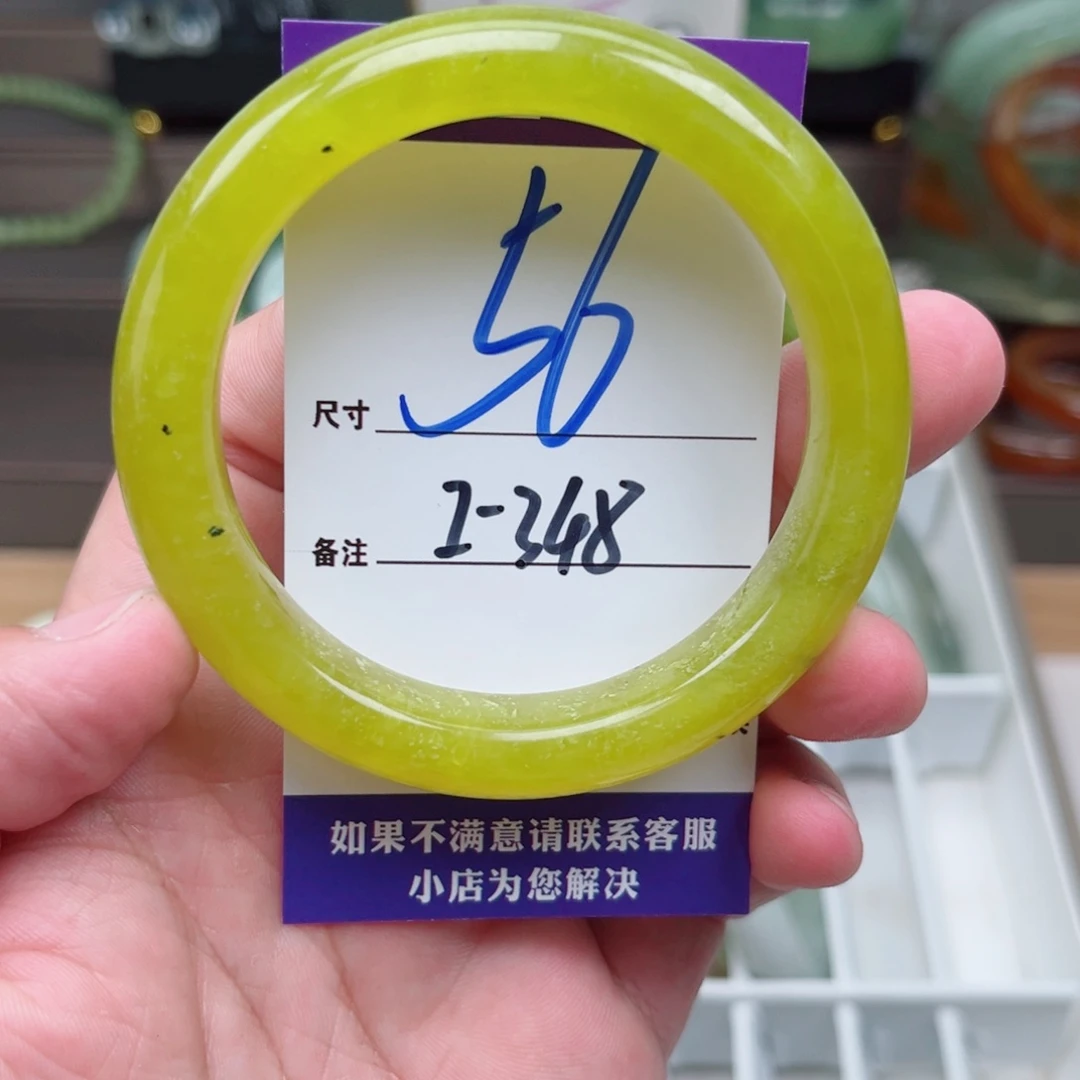 尺寸 56
备注 I-348
如果不满意请联系客服
小店为您解决